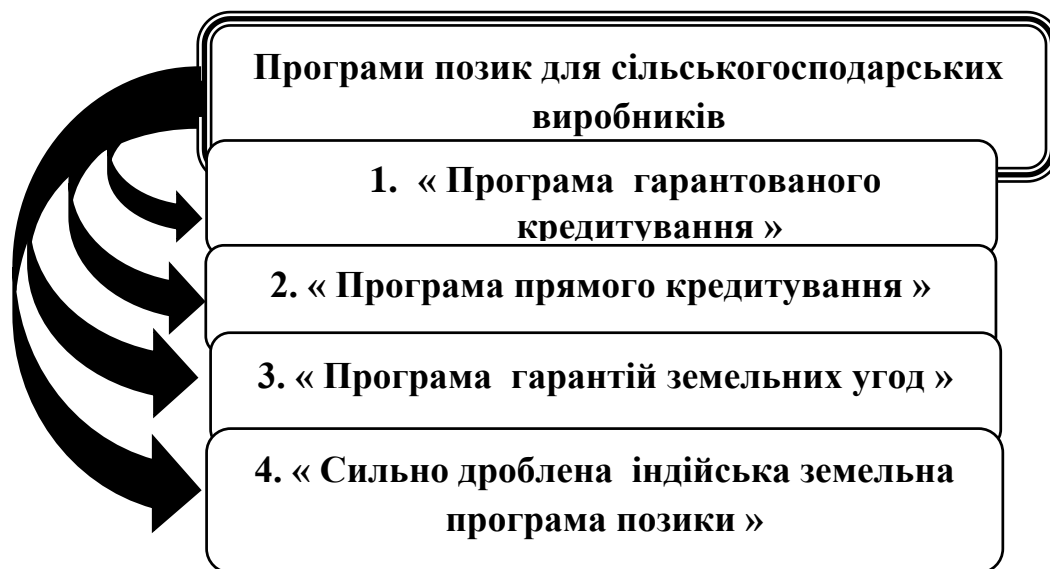 Програми позик для сільськогосподарських
виробників
1. « Програма гарантованого
кредитування »
2. « Програма прямого кредитування »
3. « Програма гарантій земельних угод »
4. « Сильно дроблена індійська земельна
програма позики »